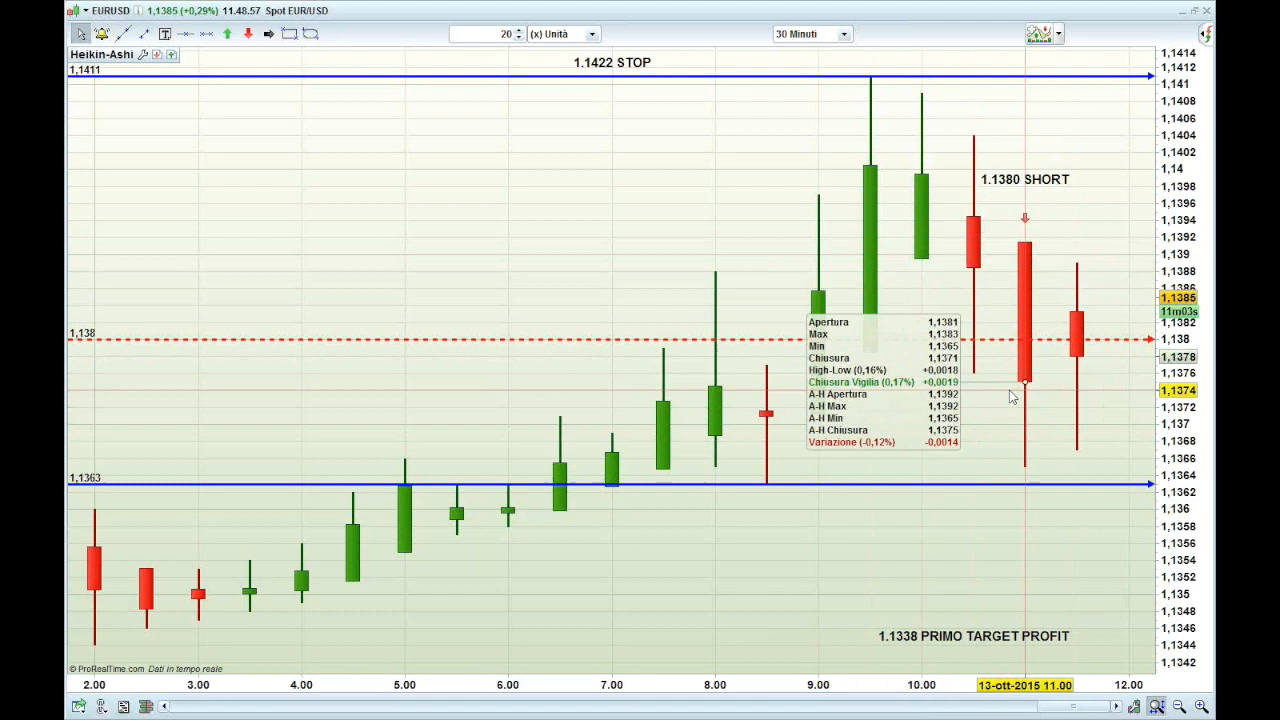 EURUSD 1,1385 (+0,29%) 11.48.57 Spot EUR/USD
20 (x) Unità 30 Minuti
Heikin-Ashi
1,1411
1.1422 STOP
1.1380 SHORT
1,138
1,1363
Apertura 1,1381
Max 1,1383
Min 1,1365
Chiusura 1,1371
High-Low (0,16%) +0,0018
Chiusura Vigilia (0,17%) +0,0019
A-H Apertura 1,1392
A-H Max 1,1392
A-H Min 1,1365
A-H Chiusura 1,1375
Variazione (-0,12%) -0,0014
1.1338 PRIMO TARGET PROFIT
1,1414
1,1412
1,141
1,1408
1,1406
1,1404
1,1402
1,14
1,1398
1,1396
1,1394
1,1392
1,139
1,1388
1,1386
1,1385
11m03s
1,1382
1,138
1,1378
1,1376
1,1374
1,1372
1,137
1,1368
1,1366
1,1364
1,1362
1,136
1,1358
1,1356
1,1354
1,1352
1,135
1,1348
1,1346
1,1344
1,1342
© ProRealTime.com Dati in tempo reale
2.00 3.00 4.00 5.00 6.00 7.00 8.00 9.00 10.00 13-ott-2015 11.00 12.00